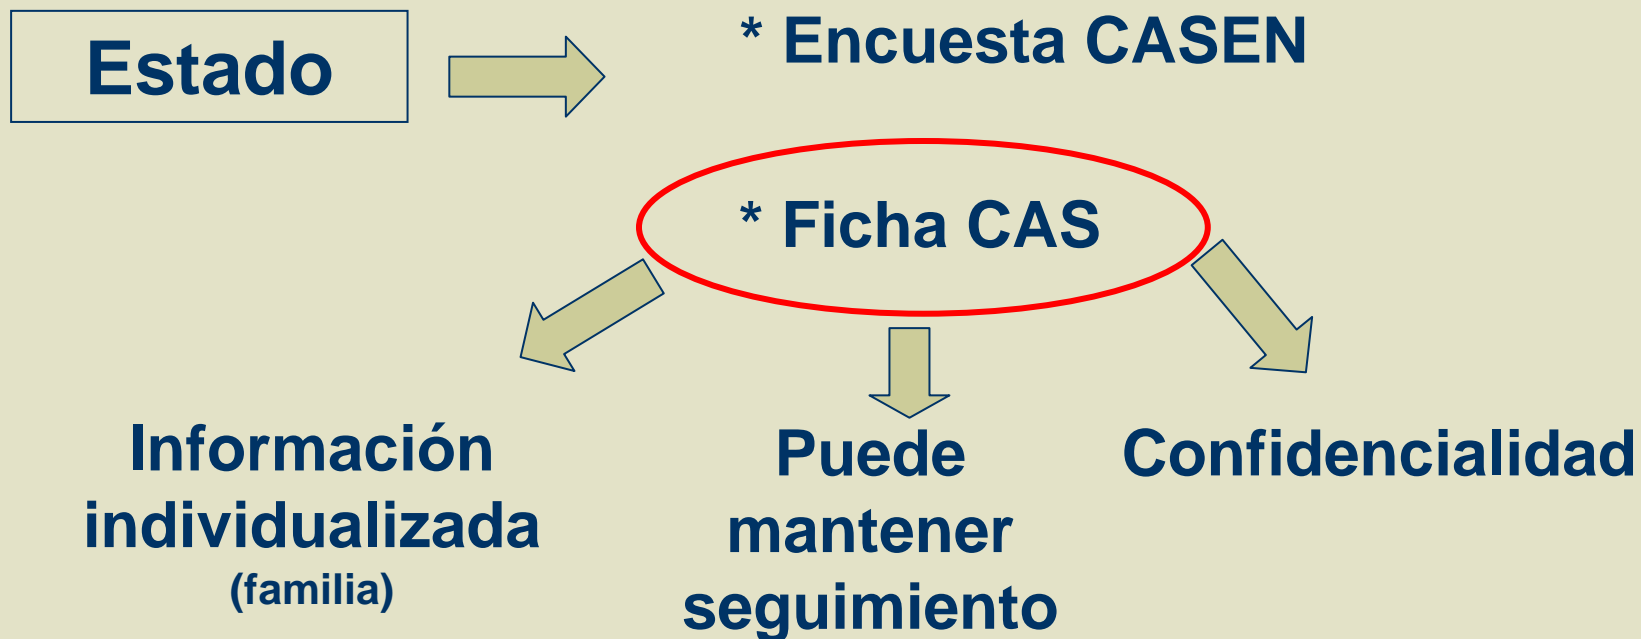 Estado
* Encuesta CASEN
* Ficha CAS
Información
individualizada
(familia)
Puede
mantener
seguimiento
Confidencialidad